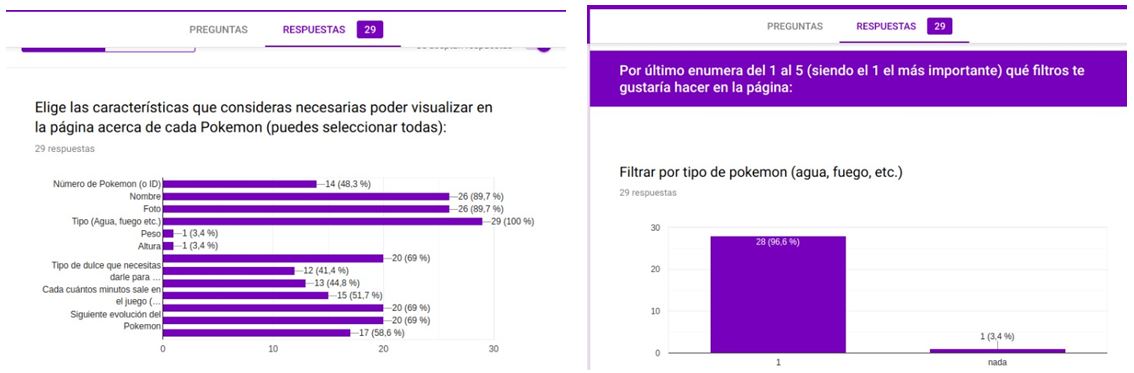 PREGUNTAS
RESPUESTAS
29
Elige las características que consideras necesarias poder visualizar en
la página acerca de cada Pokemon (puedes seleccionar todas):
29 respuestas
Número de Pokemon (o ID)
14 (48,3 %)
Nombre
26 (89,7 %)
Foto
26 (89,7 %)
Tipo (Agua, fuego etc.)
29 (100 %)
Peso
1 (3,4 %)
Altura
1 (3,4 %)
20 (69 %)
Tipo de dulce que necesitas
darle para …
12 (41,4 %)
13 (44,8 %)
Cada cuántos minutos sale en
el juego (…
15 (51,7 %)
20 (69 %)
Siguiente evolución del
Pokemon
20 (69 %)
17 (58,6 %)
0
10
20
30
PREGUNTAS
RESPUESTAS
29
Por último enumera del 1 al 5 (siendo el 1 el más importante) qué filtros te
gustaría hacer en la página:
Filtrar por tipo de pokemon (agua, fuego, etc.)
29 respuestas
30
20
10
0
28 (96,6 %)
1 (3,4 %)
1
nada